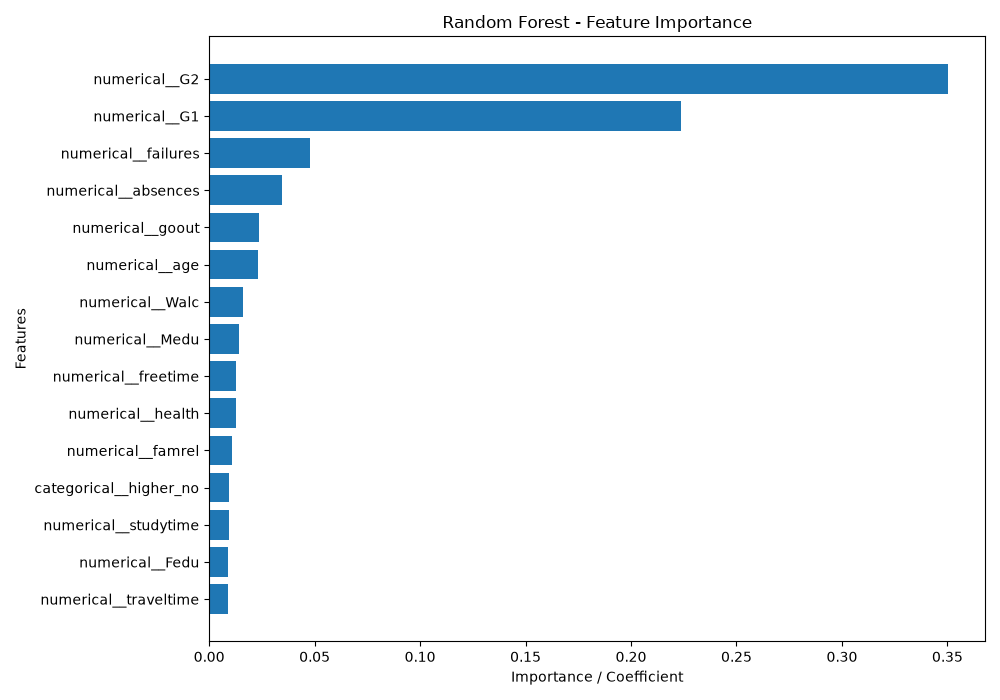 Random Forest - Feature Importance
Features
numerical__G2
numerical__G1
numerical__failures
numerical__absences
numerical__goout
numerical__age
numerical__Walc
numerical__Medu
numerical__freetime
numerical__health
numerical__famrel
categorical__higher_no
numerical__studytime
numerical__Fedu
numerical__traveltime
0.00 0.05 0.10 0.15 0.20 0.25 0.30 0.35
Importance / Coefficient